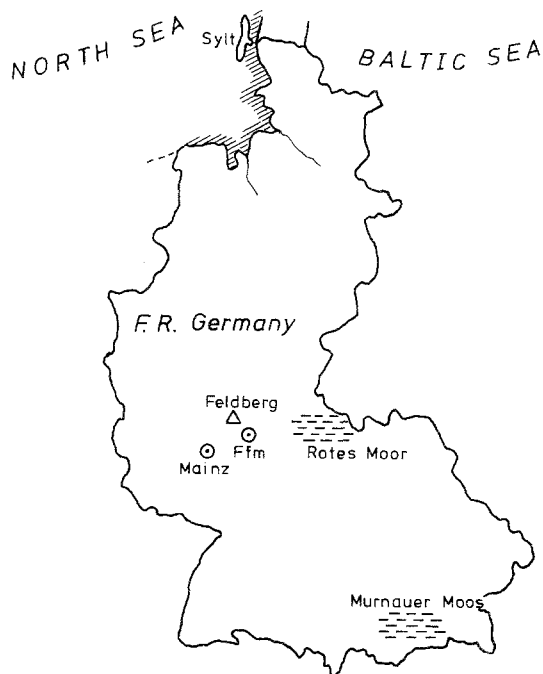 Sylt
NORTH SEA
BALTIC SEA
F.R. Germany
Feldberg
Ffm
Mainz
Rotes Moor
Murnauer Moos